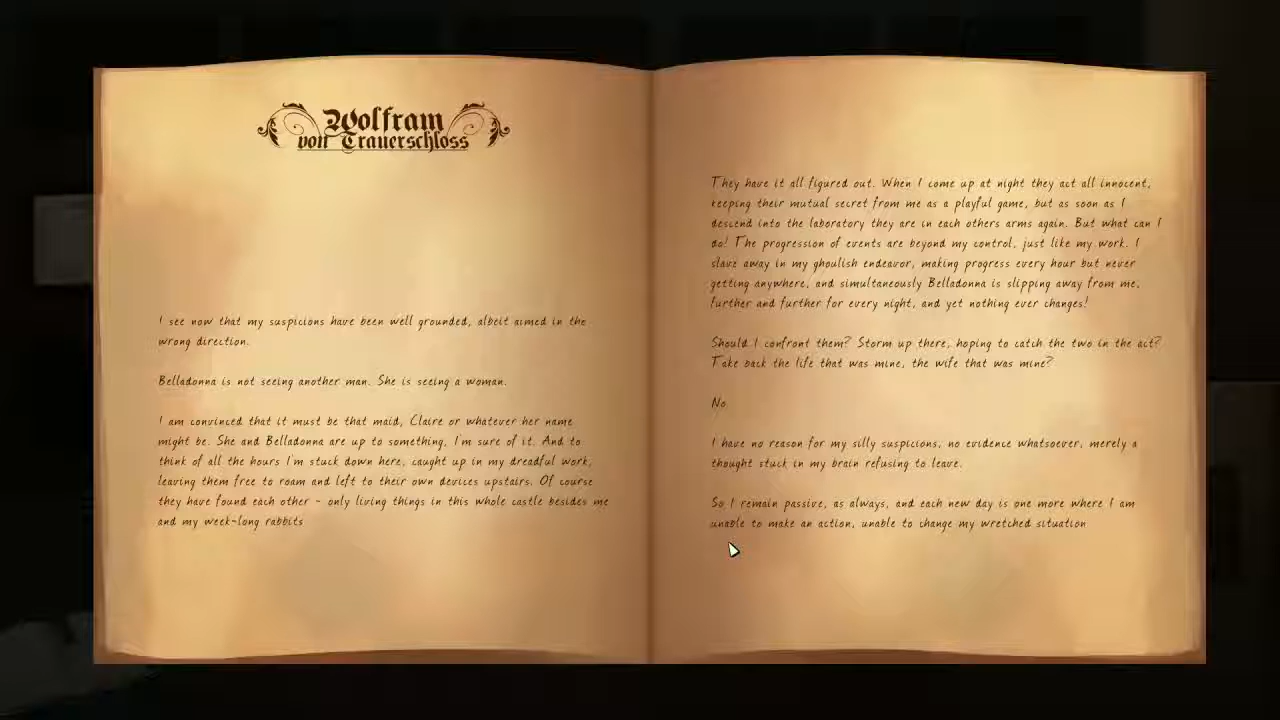 Wolfram
von Trauerschloss
I see now that my suspicions have been well grounded, albeit aimed in the
wrong direction.
Belladonna is not seeing another man. She is seeing a woman.
I am convinced that it must be that maid, Claire or whatever her name
might be. She and Belladonna are up to something, I'm sure of it. And to
think of all the hours I'm stuck down here, caught up in my dreadful work,
leaving them free to roam and left to their own devices upstairs. Of course
they have found each other - only living things in this whole castle besides me
and my week-long rabbits
They have it all figured out. When I come up at night they act all innocent,
keeping their mutual secret from me as a playful game, but as soon as I
descend into the laboratory they are in each others arms again. But what can I
do! The progression of events are beyond my control, just like my work. I
slave away in my ghoulish endeavor, making progress every hour but never
getting anywhere, and simultaneously Belladonna is slipping away from me,
further and further for every night, and yet nothing ever changes!
Should I confront them? Storm up there, hoping to catch the two in the act?
Take back the life that was mine, the wife that was mine?
No.
I have no reason for my silly suspicions, no evidence whatsoever, merely a
thought stuck in my brain refusing to leave.
So I remain passive, as always, and each new day is one more where I am
unable to make an action, unable to change my wretched situation